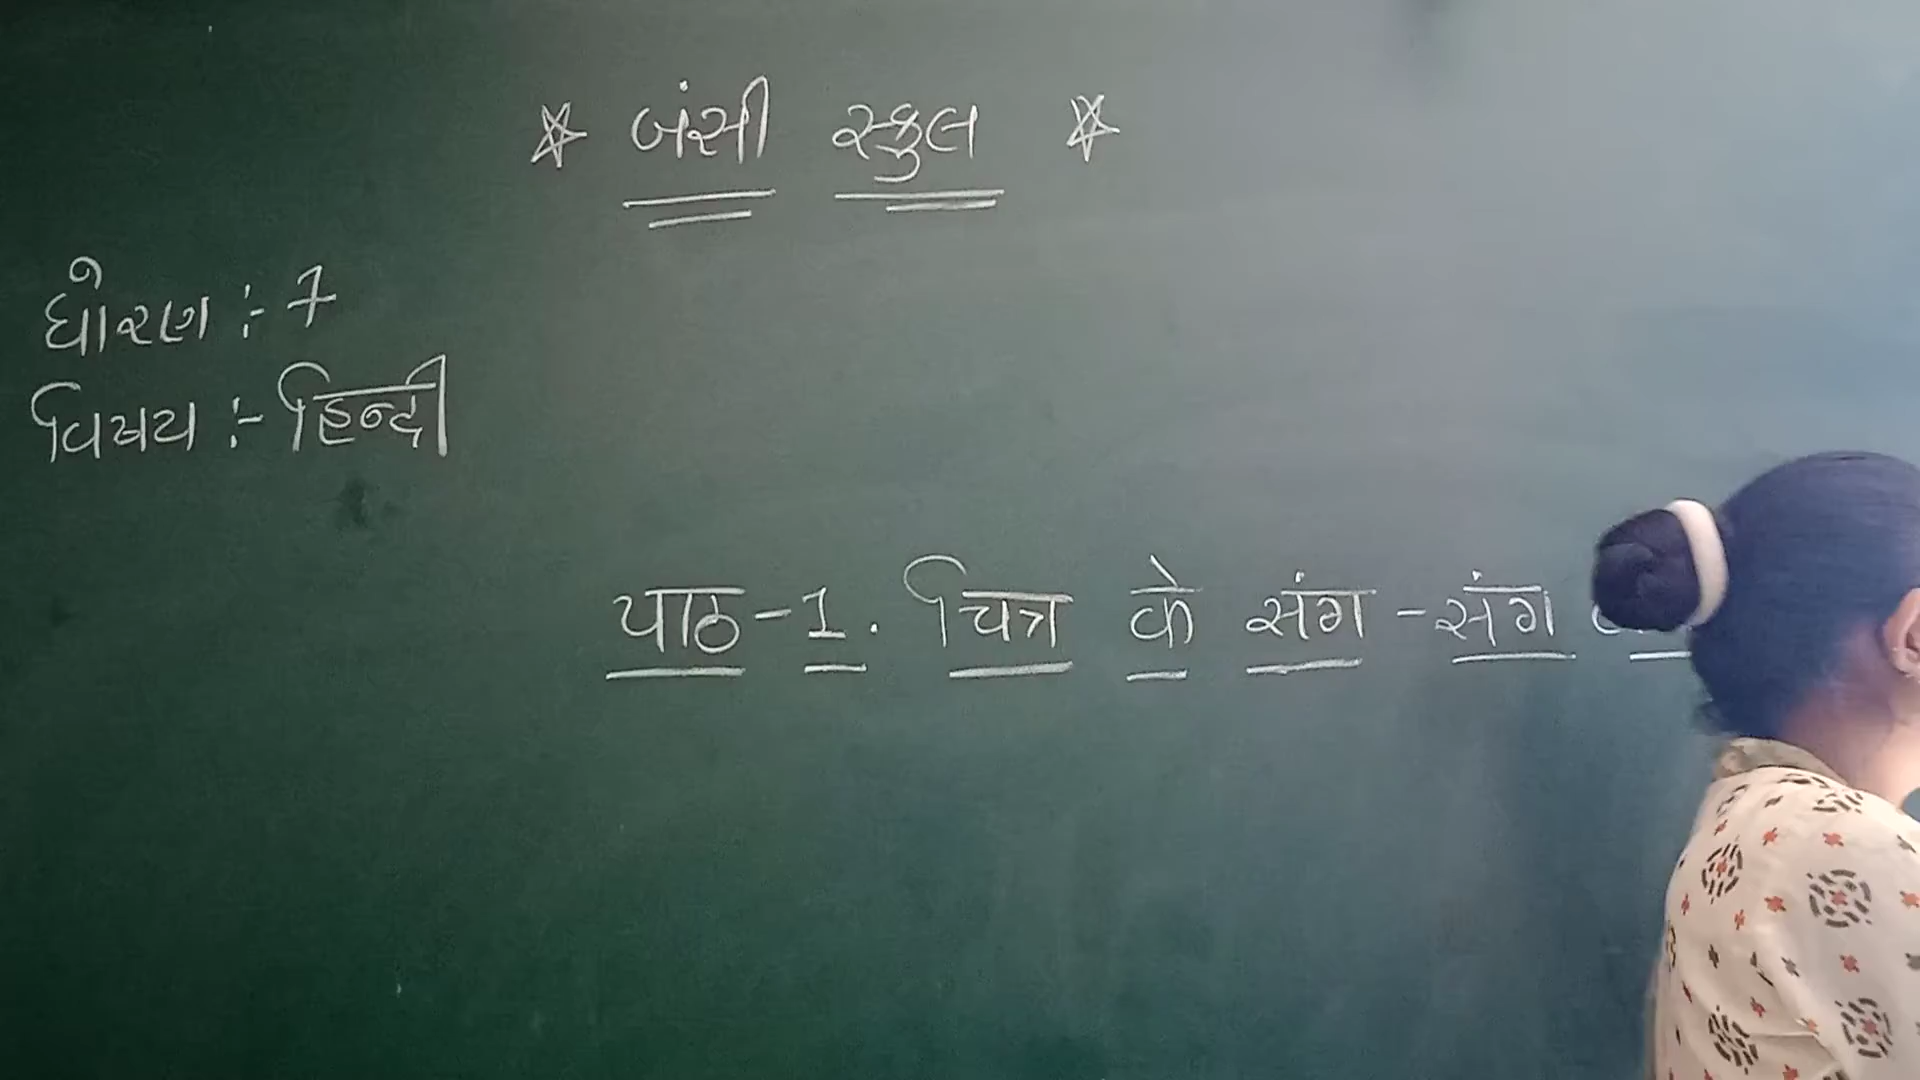 * બંસી સ્કુલ *
ધોરણ :- 7
વિષય :- हिन्दी
पाठ - 1. चित्र के संग - संग